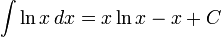 ∫ ln x dx = x ln x − x + C